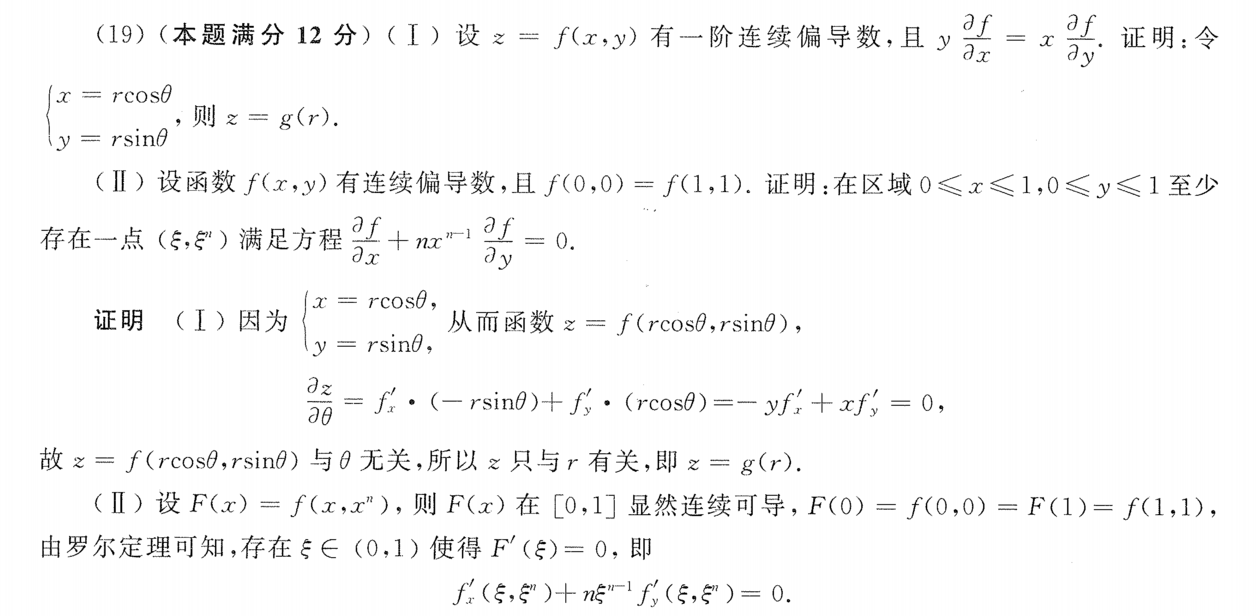 (19)(本题满分 12 分)(Ⅰ)设 z = f(x,y) 有一阶连续偏导数,且 y ∂f/∂x = x ∂f/∂y. 证明:令
{x = rcosθ
y = rsinθ, 则 z = g(r).
(Ⅱ)设函数 f(x,y) 有连续偏导数,且 f(0,0) = f(1,1). 证明:在区域 0≤x≤1,0≤y≤1 至少
存在一点 (ξ,ξⁿ) 满足方程 ∂f/∂x + nxⁿ⁻¹ ∂f/∂y = 0.
证明 (Ⅰ)因为 {x = rcosθ, y = rsinθ, 从而函数 z = f(rcosθ,rsinθ),
∂z/∂θ = f′ₓ · (− rsinθ)+ f′ᵧ · (rcosθ)=− yf′ₓ + xf′ᵧ = 0,
故 z = f(rcosθ,rsinθ) 与 θ 无关,所以 z 只与 r 有关,即 z = g(r).
(Ⅱ)设 F(x) = f(x,xⁿ), 则 F(x) 在 [0,1] 显然连续可导, F(0) = f(0,0) = F(1)= f(1,1),
由罗尔定理可知,存在 ξ∈ (0,1) 使得 F′(ξ)= 0, 即
f′ₓ(ξ,ξⁿ)+ nξⁿ⁻¹ f′ᵧ(ξ,ξⁿ)= 0.